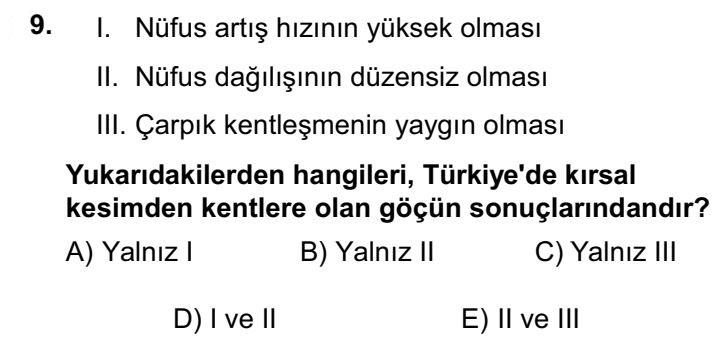 9. I. Nüfus artış hızının yüksek olması
II. Nüfus dağılışının düzensiz olması
III. Çarpık kentleşmenin yaygın olması
Yukarıdakilerden hangileri, Türkiye'de kırsal
kesimden kentlere olan göçün sonuçlarındandır?
A) Yalnız I B) Yalnız II C) Yalnız III
D) I ve II E) II ve III